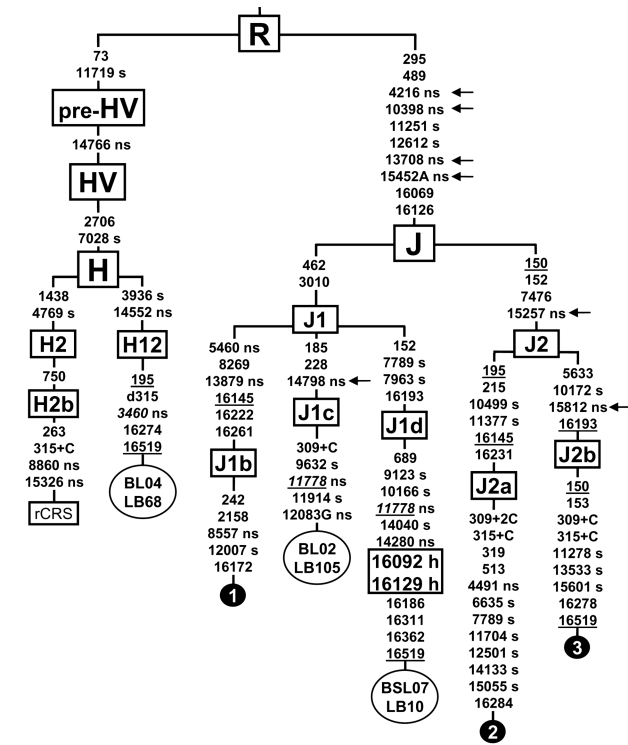 R
73
11719 s
pre-HV
14766 ns
HV
2706
7028 s
H
1438
4769 s
H2
750
H2b
263
315+C
8860 ns
15326 ns
rCRS
3936 s
14552 ns
H12
195
d315
3460 ns
16274
16519
BL04
LB68
295
489
4216 ns
10398 ns
11251 s
12612 s
13708 ns
15452A ns
16069
16126
J
462
3010
J1
5460 ns
8269
13879 ns
16145
16222
16261
J1b
242
2158
8557 ns
12007 s
16172
1
185
228
14798 ns
J1c
309+C
9632 s
11778 ns
11914 s
12083G ns
BL02
LB105
152
7789 s
7963 s
16193
J1d
689
9123 s
10166 s
11778 ns
14040 s
14280 ns
16092 h
16129 h
16186
16311
16362
16519
BSL07
LB10
150
152
7476
15257 ns
J2
195
215
10499 s
11377 s
16145
16231
J2a
309+2C
315+C
319
513
4491 ns
6635 s
7789 s
11704 s
12501 s
14133 s
15055 s
16284
2
5633
10172 s
15812 ns
16193
J2b
150
153
309+C
315+C
11278 s
13533 s
15601 s
16278
16519
3